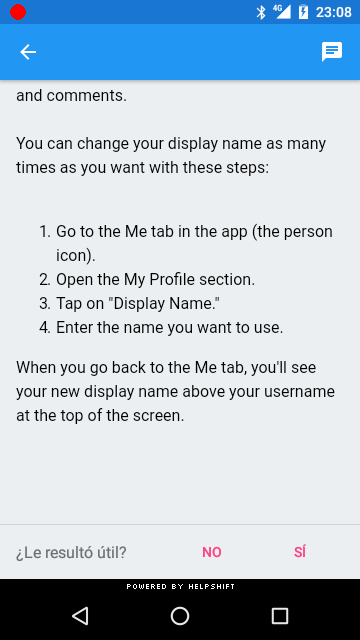 4G 23:08
and comments.
You can change your display name as many
times as you want with these steps:
1. Go to the Me tab in the app (the person
icon).
2. Open the My Profile section.
3. Tap on "Display Name."
4. Enter the name you want to use.
When you go back to the Me tab, you'll see
your new display name above your username
at the top of the screen.
¿Le resultó útil? NO SÍ
POWERED BY HELPSHIFT